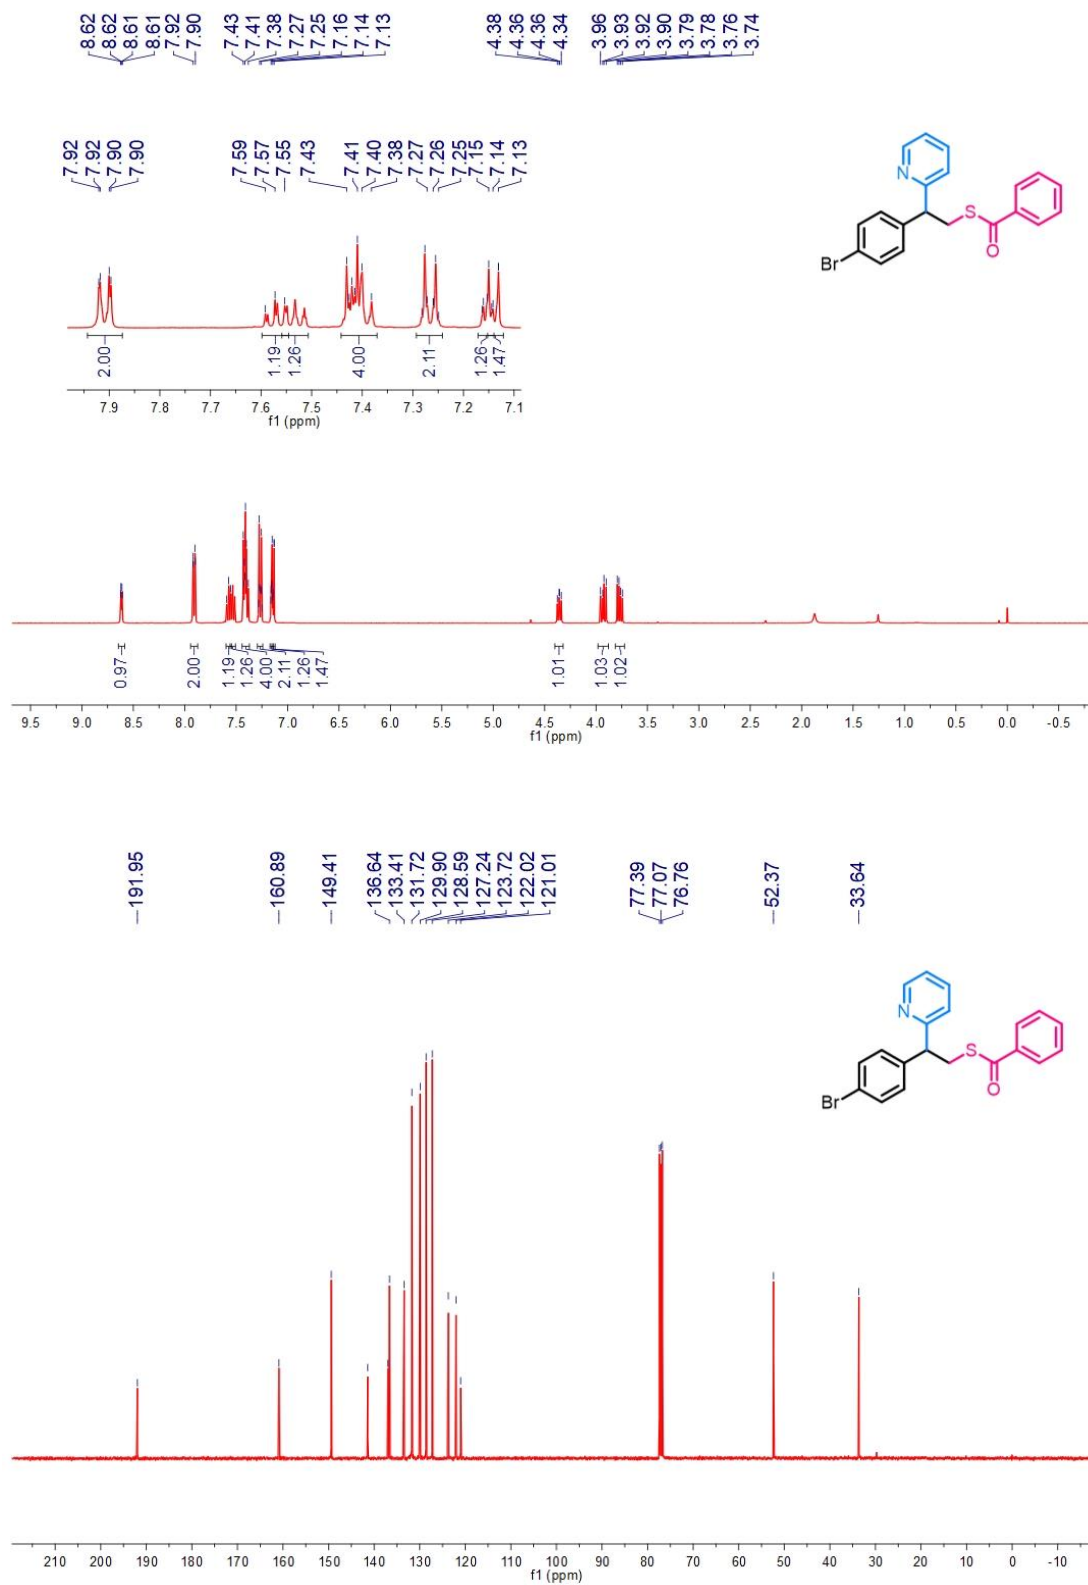 8.62 8.62 8.61 8.61 7.92 7.90 7.43 7.41 7.38 7.27 7.25 7.16 7.14 7.13 4.38 4.36 4.36 4.34 3.96 3.93 3.92 3.90 3.79 3.78 3.76 3.74
7.92 7.92 7.90 7.90 7.59 7.57 7.55 7.43 7.41 7.40 7.38 7.27 7.26 7.25 7.15 7.14 7.13
N
S
O
Br
2.00 1.19 1.26 4.00 2.11 1.26 1.47
7.9 7.8 7.7 7.6 7.5 7.4 7.3 7.2 7.1
f1 (ppm)
0.97 2.00 1.19 1.26 4.00 2.11 1.26 1.47 1.01 1.03 1.02
9.5 9.0 8.5 8.0 7.5 7.0 6.5 6.0 5.5 5.0 4.5 4.0 3.5 3.0 2.5 2.0 1.5 1.0 0.5 0.0 -0.5
f1 (ppm)
191.95 160.89 149.41 136.64 133.41 131.72 129.90 128.59 127.24 123.72 122.02 121.01 77.39 77.07 76.76 52.37 33.64
N
S
O
Br
210 200 190 180 170 160 150 140 130 120 110 100 90 80 70 60 50 40 30 20 10 0 -10
f1 (ppm)